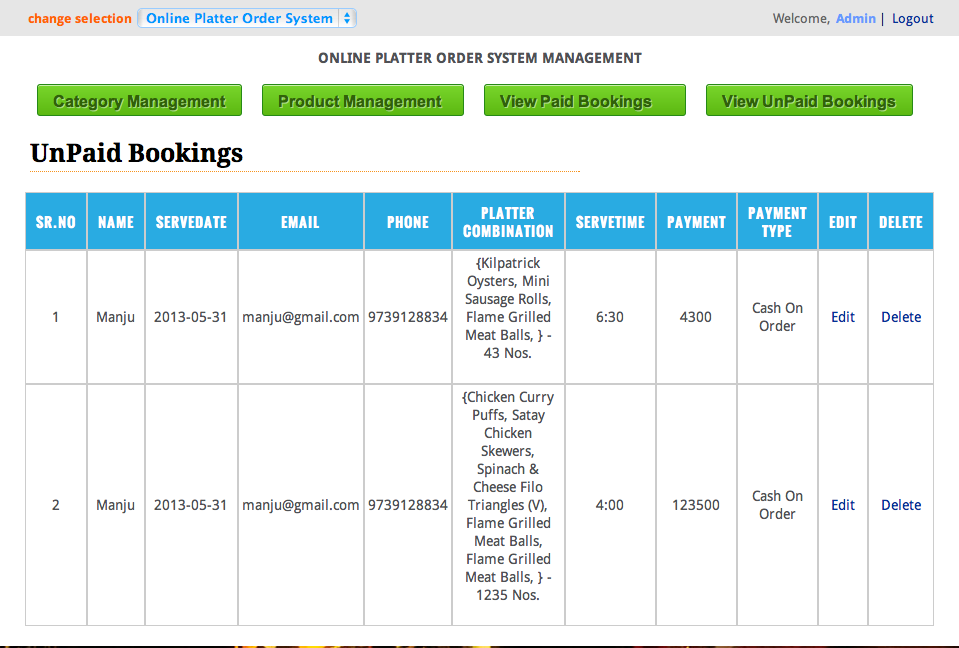 change selection Online Platter Order System Welcome, Admin | Logout
ONLINE PLATTER ORDER SYSTEM MANAGEMENT
Category Management Product Management View Paid Bookings View UnPaid Bookings
UnPaid Bookings
SR.NO NAME SERVEDATE EMAIL PHONE PLATTER COMBINATION SERVETIME PAYMENT PAYMENT TYPE EDIT DELETE
1 Manju 2013-05-31 manju@gmail.com 9739128834
{Kilpatrick
Oysters, Mini
Sausage Rolls,
Flame Grilled
Meat Balls, } -
43 Nos.
6:30 4300
Cash On
Order
Edit Delete
2 Manju 2013-05-31 manju@gmail.com 9739128834
{Chicken Curry
Puffs, Satay
Chicken
Skewers,
Spinach &
Cheese Filo
Triangles (V),
Flame Grilled
Meat Balls,
Flame Grilled
Meat Balls, } -
1235 Nos.
4:00 123500
Cash On
Order
Edit Delete